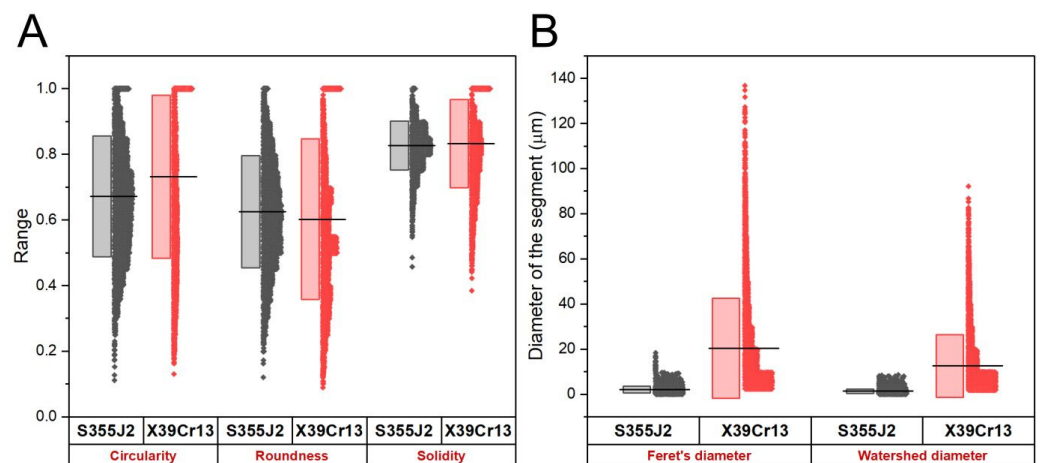 A
B
Range
1.0
0.8
0.6
0.4
0.2
0.0
S355J2 X39Cr13 S355J2 X39Cr13 S355J2 X39Cr13
Circularity Roundness Solidity
Diameter of the segment (μm)
140
120
100
80
60
40
20
0
S355J2 X39Cr13 S355J2 X39Cr13
Feret's diameter Watershed diameter